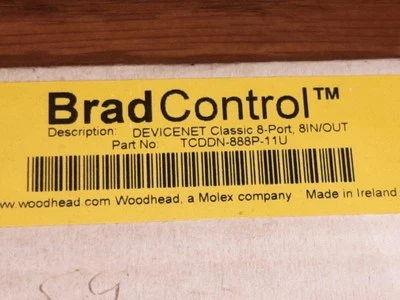 BradControl™
Description: DEVICENET Classic 8-Port, 8IN/OUT
Part No: TCDDN-888P-11U
www.woodhead.com Woodhead, a Molex company Made in Ireland